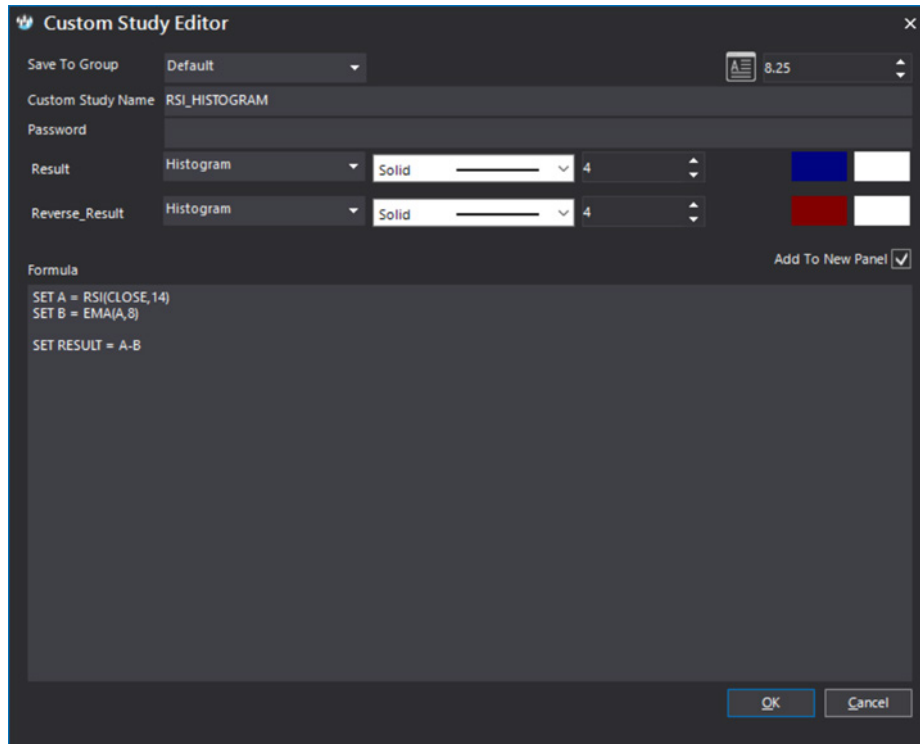 Custom Study Editor
Save To Group Default 8.25
Custom Study Name RSI_HISTOGRAM
Password
Result Histogram Solid 4
Reverse_Result Histogram Solid 4
Add To New Panel
Formula
SET A = RSI(CLOSE,14)
SET B = EMA(A,8)
SET RESULT = A-B
OK Cancel